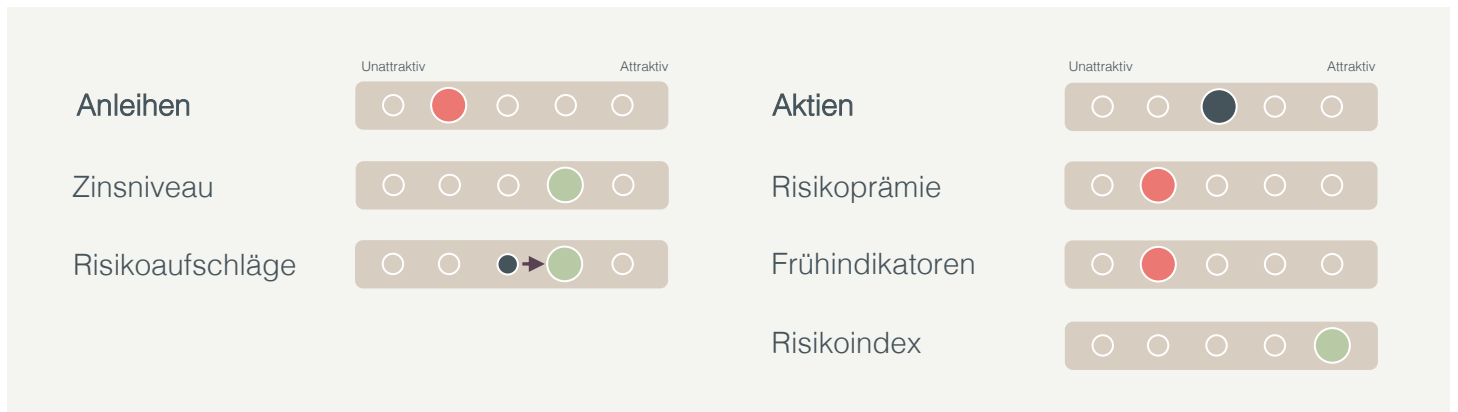 Unattraktiv Attraktiv
Anleihen
Zinsniveau
Risikoaufschläge
Unattraktiv Attraktiv
Aktien
Risikoprämie
Frühindikatoren
Risikoindex